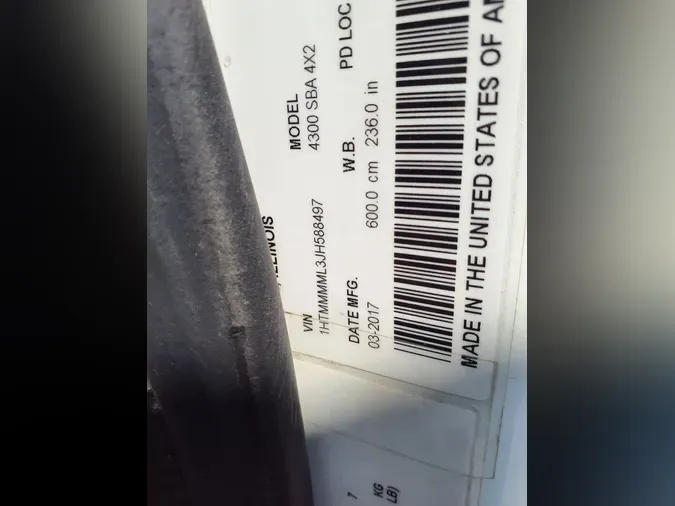 ILLINOIS
VIN MODEL
1HTMMMML3JH588497 4300 SBA 4X2
DATE MFG. W.B. PD LOC
03-2017 600.0 cm 236.0 in
MADE IN THE UNITED STATES OF
7
KG
LB)